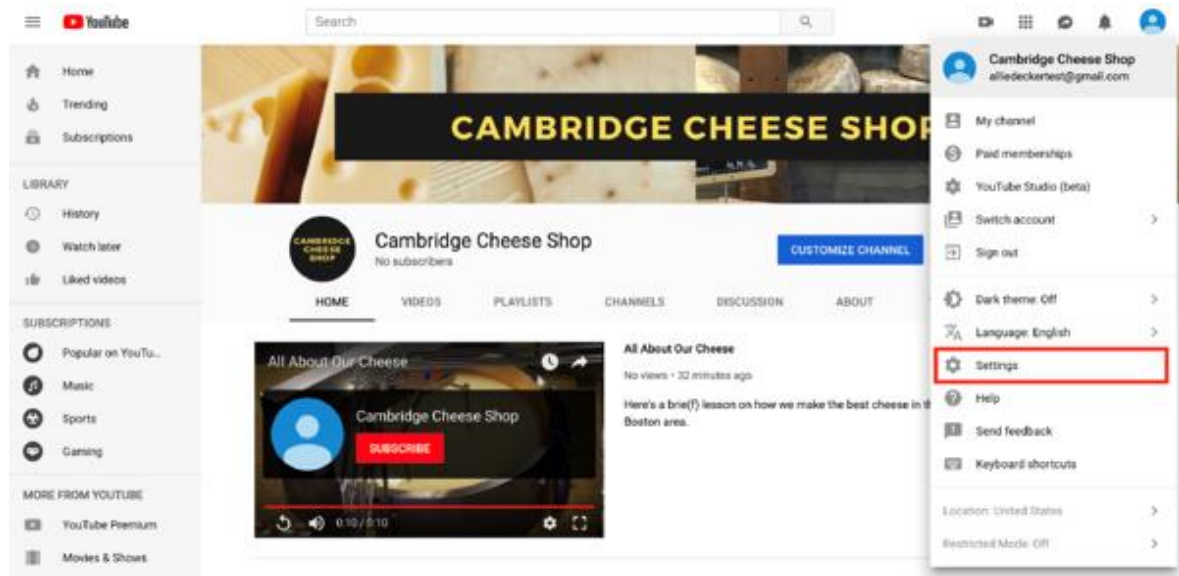 YouTube
Search
Home
Trending
Subscriptions
LIBRARY
History
Watch later
Liked videos
SUBSCRIPTIONS
Popular on YouTu...
Music
Sports
Gaming
MORE FROM YOUTUBE
YouTube Premium
Movies & Shows
CAMBRIDGE CHEESE SHOP
CAMBRIDGE
CHEESE
SHOP
Cambridge Cheese Shop
No subscribers
CUSTOMIZE CHANNEL
HOME VIDEOS PLAYLISTS CHANNELS DISCUSSION ABOUT
All About Our Cheese
Cambridge Cheese Shop
SUBSCRIBE
0:10 / 0:10
All About Our Cheese
No views • 32 minutes ago
Here's a brie(f) lesson on how we make the best cheese in th
Boston area.
Cambridge Cheese Shop
alliedeckertest@gmail.com
My channel
Paid memberships
YouTube Studio (beta)
Switch account
Sign out
Dark theme: Off
Language: English
Settings
Help
Send feedback
Keyboard shortcuts
Location: United States
Restricted Mode: Off